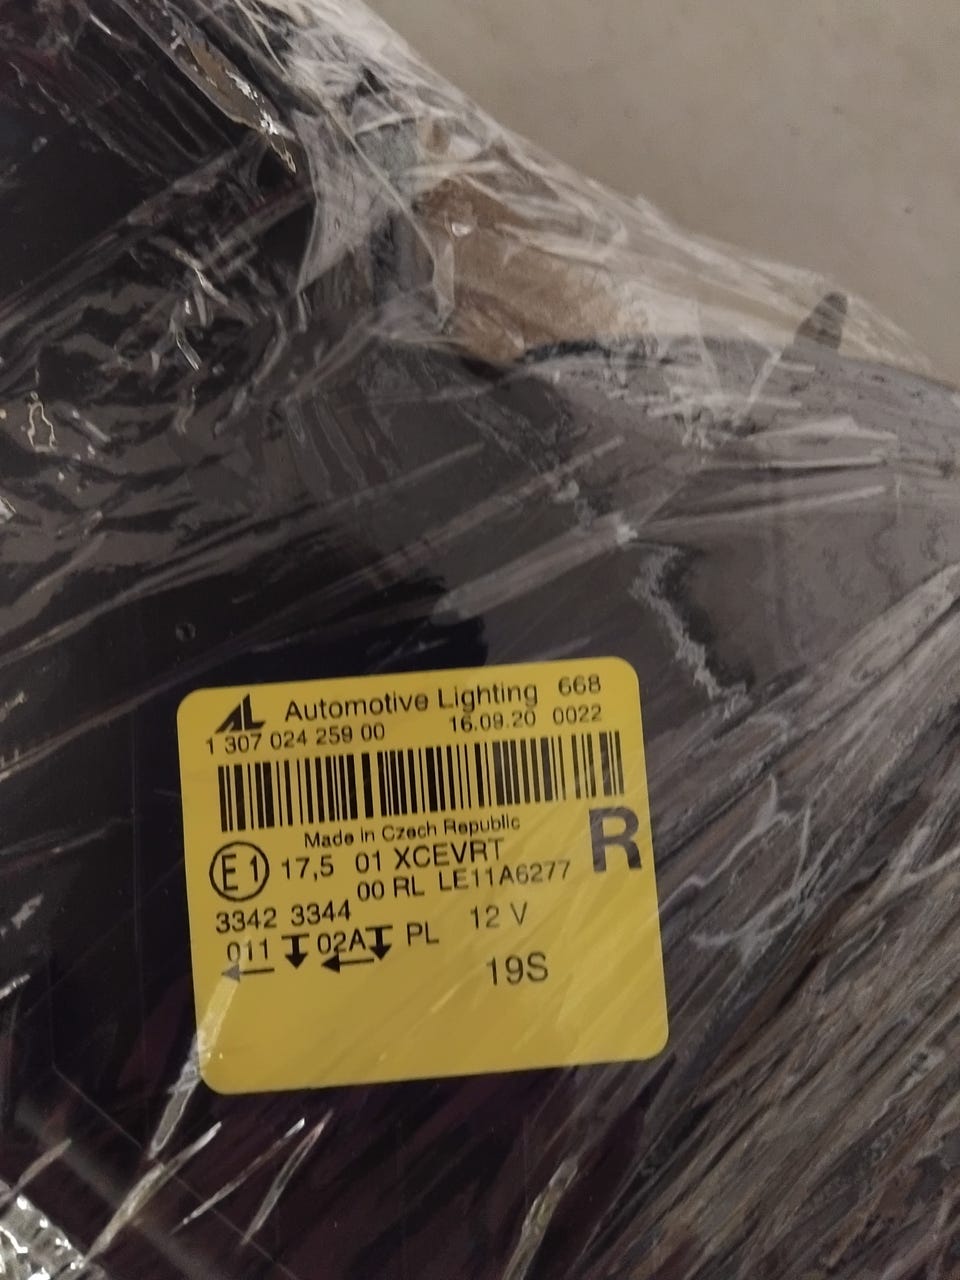 AL Automotive Lighting 668
1 307 024 259 00 16.09.20 0022
Made in Czech Republic
R
E1 17,5 01 XCEVRT
00 RL LE11A6277
3342 3344
011 02A PL 12 V
19S